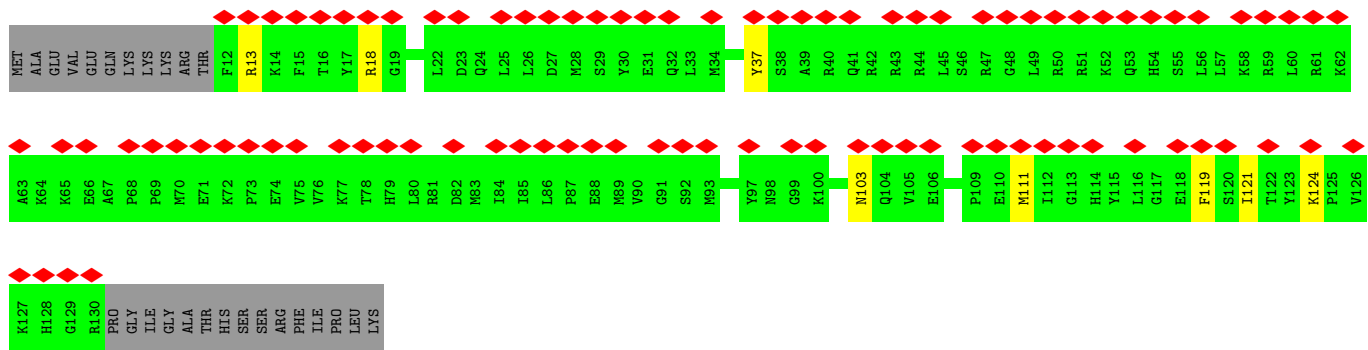 MET ALA GLU VAL GLU GLN LYS LYS LYS ARG THR F12 R13 K14 F15 T16 Y17 R18 G19 L22 D23 Q24 L25 L26 D27 M28 S29 Y30 E31 Q32 L33 M34 Y37 S38 A39 R40 Q41 R42 R43 R44 L45 S46 R47 G48 L49 R50 R51 K52 Q53 H54 S55 L56 L57 K58 R59 L60 R61 K62
A63 K64 K65 E66 A67 P68 P69 M70 E71 K72 P73 E74 V75 V76 K77 T78 H79 L80 R81 D82 M83 I84 I85 L86 P87 E88 M89 V90 G91 S92 M93 Y97 N98 G99 K100 N103 Q104 V105 E106 P109 E110 M111 I112 G113 H114 Y115 L116 G117 E118 F119 S120 I121 T122 Y123 K124 P125 V126
K127 H128 G129 R130 PRO GLY ILE GLY ALA THR HIS SER SER ARG PHE ILE PRO LEU LYS